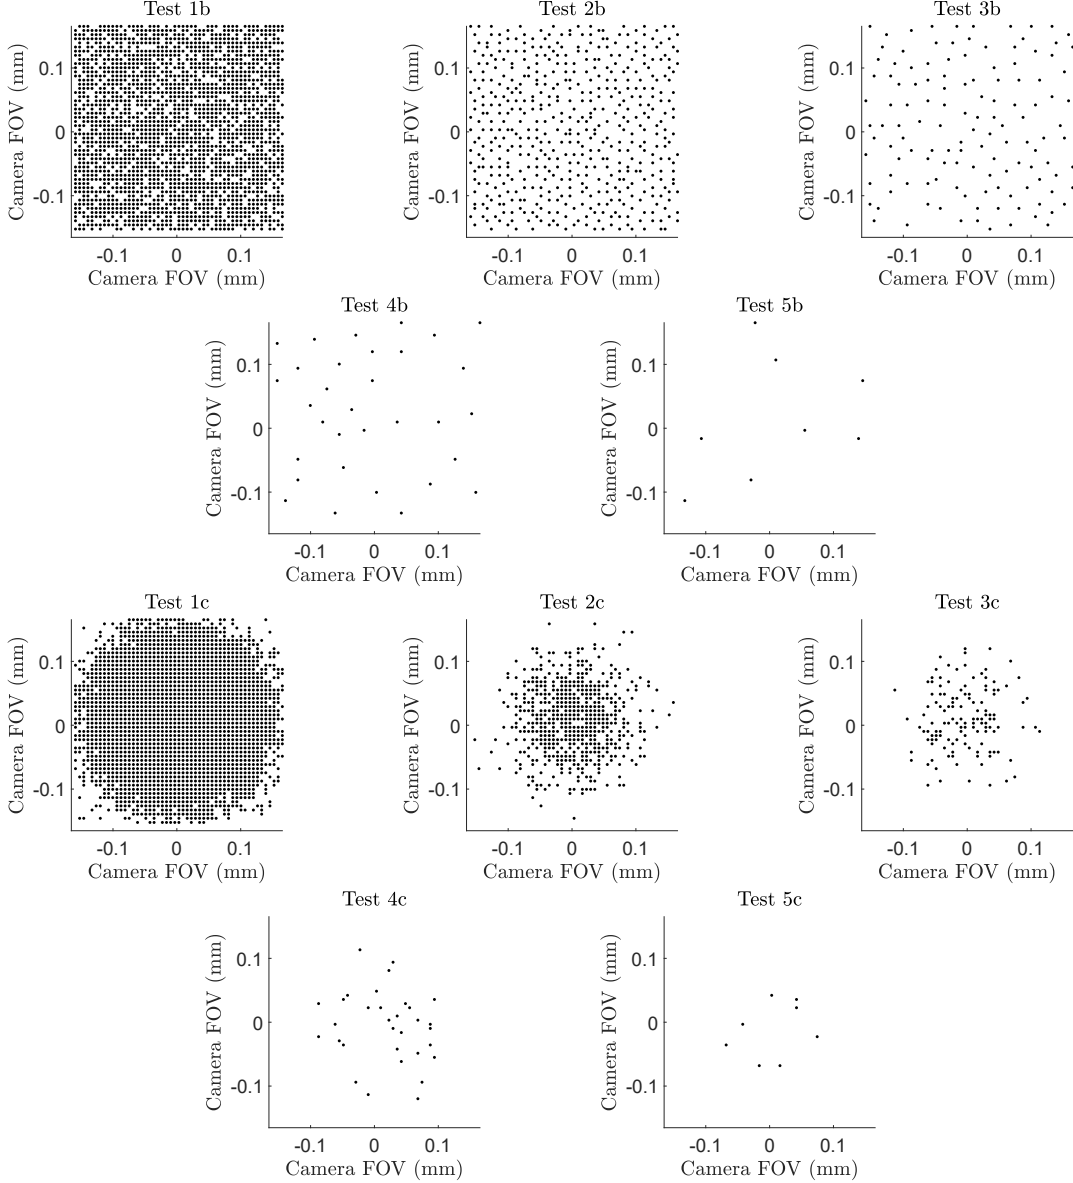 Test 1b Test 2b Test 3b
Camera FOV (mm) Camera FOV (mm) Camera FOV (mm)
0.1 0.1 0.1
0 0 0
-0.1 -0.1 -0.1
-0.1 0 0.1 -0.1 0 0.1 -0.1 0 0.1
Camera FOV (mm) Camera FOV (mm) Camera FOV (mm)
Test 4b Test 5b
Camera FOV (mm) Camera FOV (mm)
0.1 0.1
0 0
-0.1 -0.1
-0.1 0 0.1 -0.1 0 0.1
Camera FOV (mm) Camera FOV (mm)
Test 1c Test 2c Test 3c
Camera FOV (mm) Camera FOV (mm) Camera FOV (mm)
0.1 0.1 0.1
0 0 0
-0.1 -0.1 -0.1
-0.1 0 0.1 -0.1 0 0.1 -0.1 0 0.1
Camera FOV (mm) Camera FOV (mm) Camera FOV (mm)
Test 4c Test 5c
Camera FOV (mm) Camera FOV (mm)
0.1 0.1
0 0
-0.1 -0.1
-0.1 0 0.1 -0.1 0 0.1
Camera FOV (mm) Camera FOV (mm)